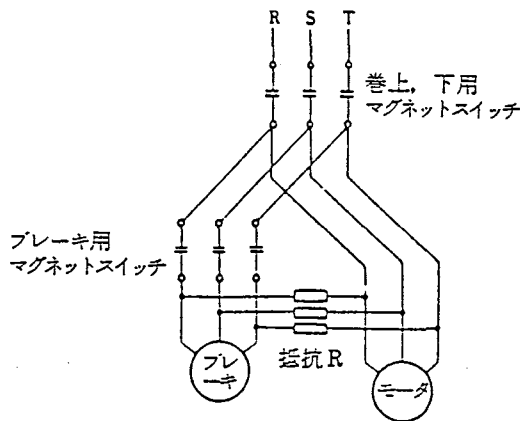 R S T
巻上，下用
マグネットスイッチ
ブレーキ用
マグネットスイッチ
抵抗R
ブレ
ーキ
モータ